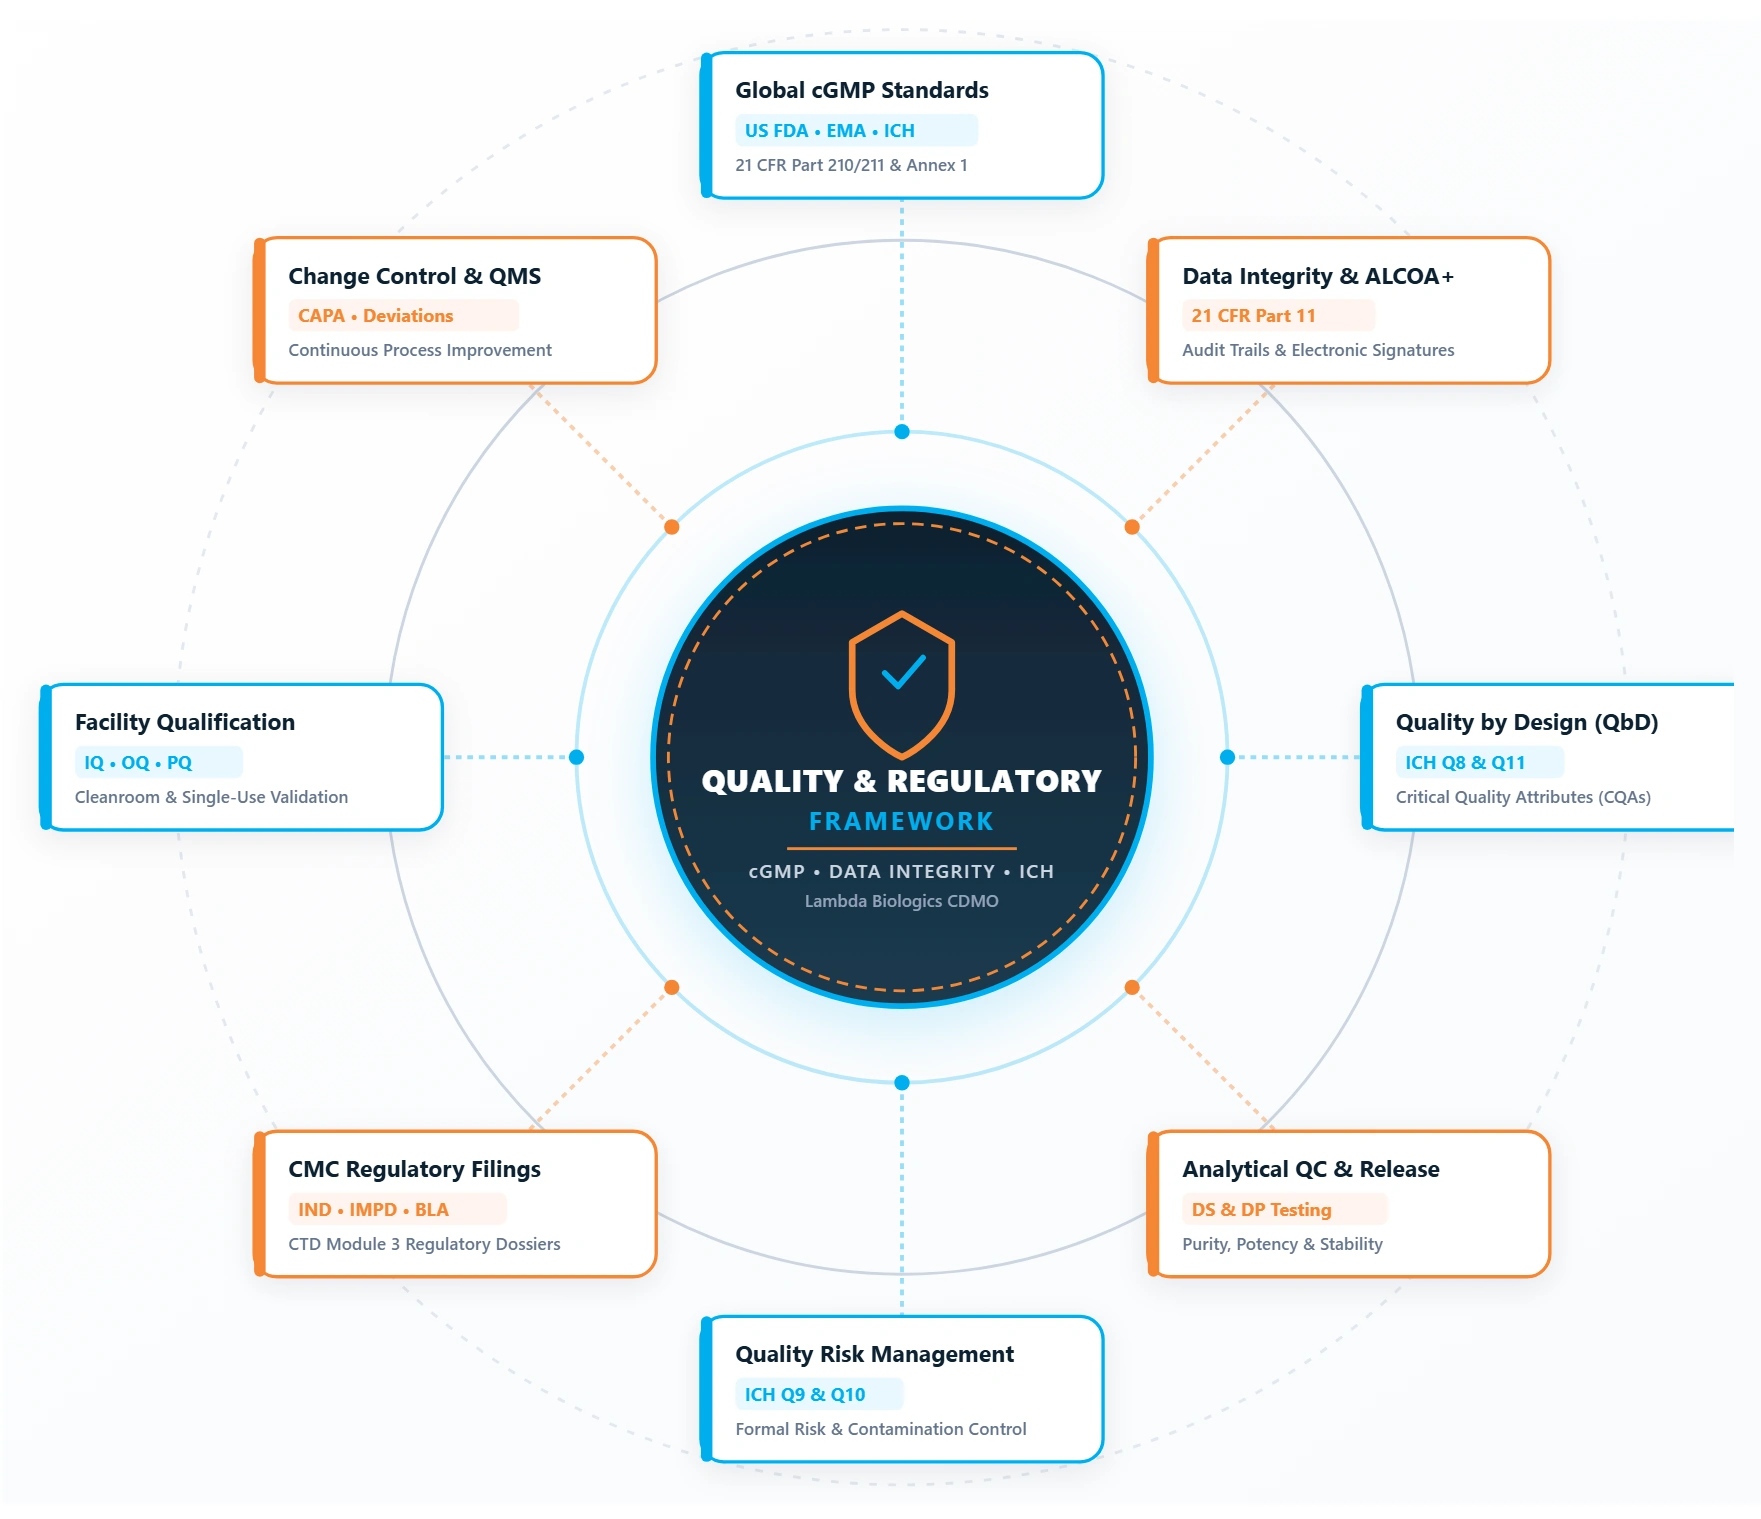 Global cGMP Standards
US FDA • EMA • ICH
21 CFR Part 210/211 & Annex 1
Change Control & QMS
CAPA • Deviations
Continuous Process Improvement
Data Integrity & ALCOA+
21 CFR Part 11
Audit Trails & Electronic Signatures
Facility Qualification
IQ • OQ • PQ
Cleanroom & Single-Use Validation
QUALITY & REGULATORY
FRAMEWORK
cGMP • DATA INTEGRITY • ICH
Lambda Biologics CDMO
Quality by Design (QbD)
ICH Q8 & Q11
Critical Quality Attributes (CQAs)
CMC Regulatory Filings
IND • IMPD • BLA
CTD Module 3 Regulatory Dossiers
Analytical QC & Release
DS & DP Testing
Purity, Potency & Stability
Quality Risk Management
ICH Q9 & Q10
Formal Risk & Contamination Control